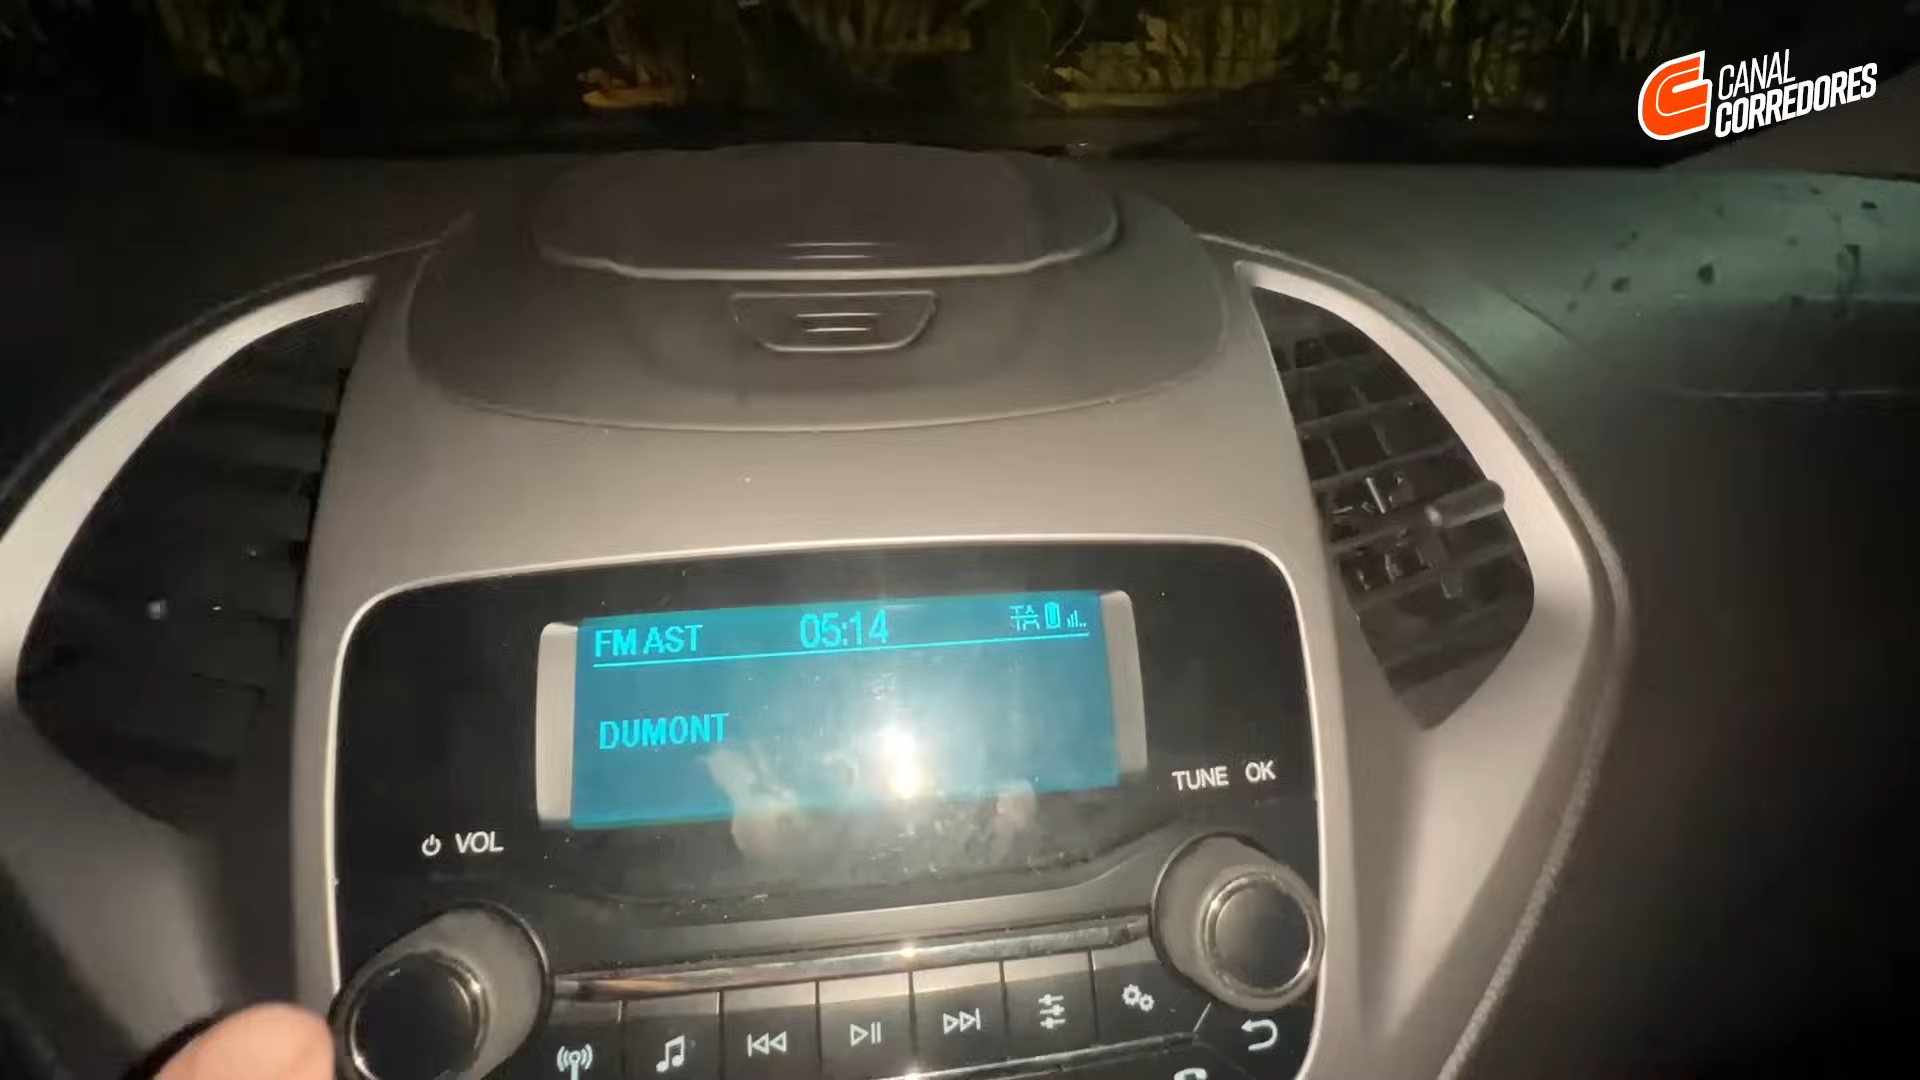 CANAL
CORREDORES
FM AST 05:14 TA
DUMONT
TUNE OK
VOL